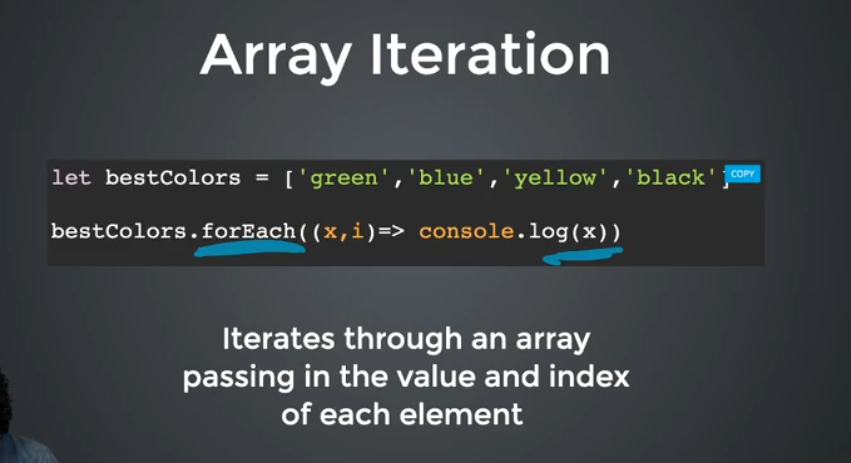 Array Iteration
let bestColors = ['green','blue','yellow','black'] COPY
bestColors.forEach((x,i)=> console.log(x))
Iterates through an array
passing in the value and index
of each element